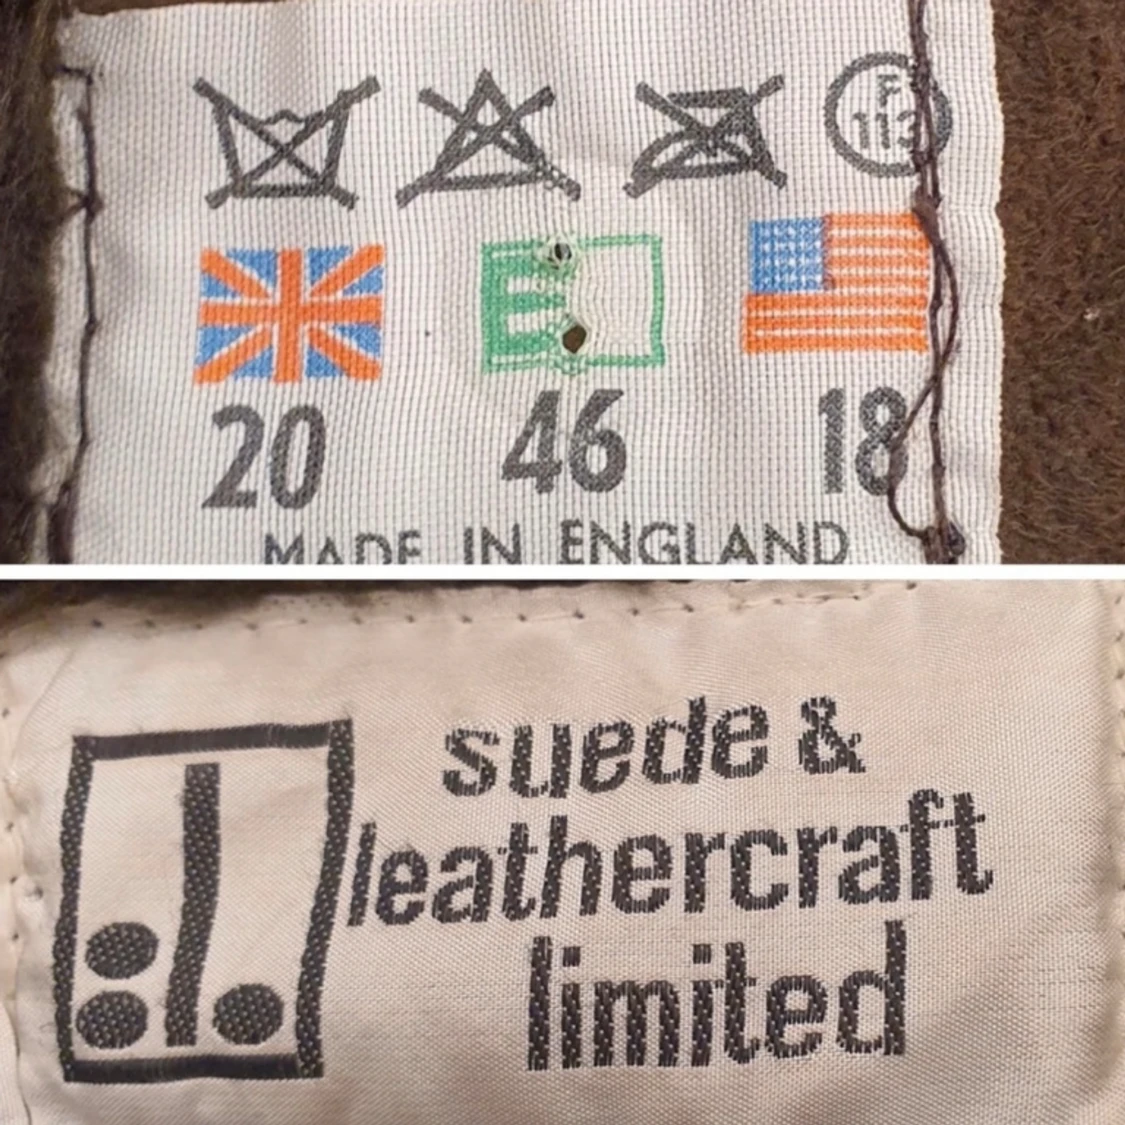 F
113
E
20 46 18
MADE IN ENGLAND
suede &
leathercraft
limited